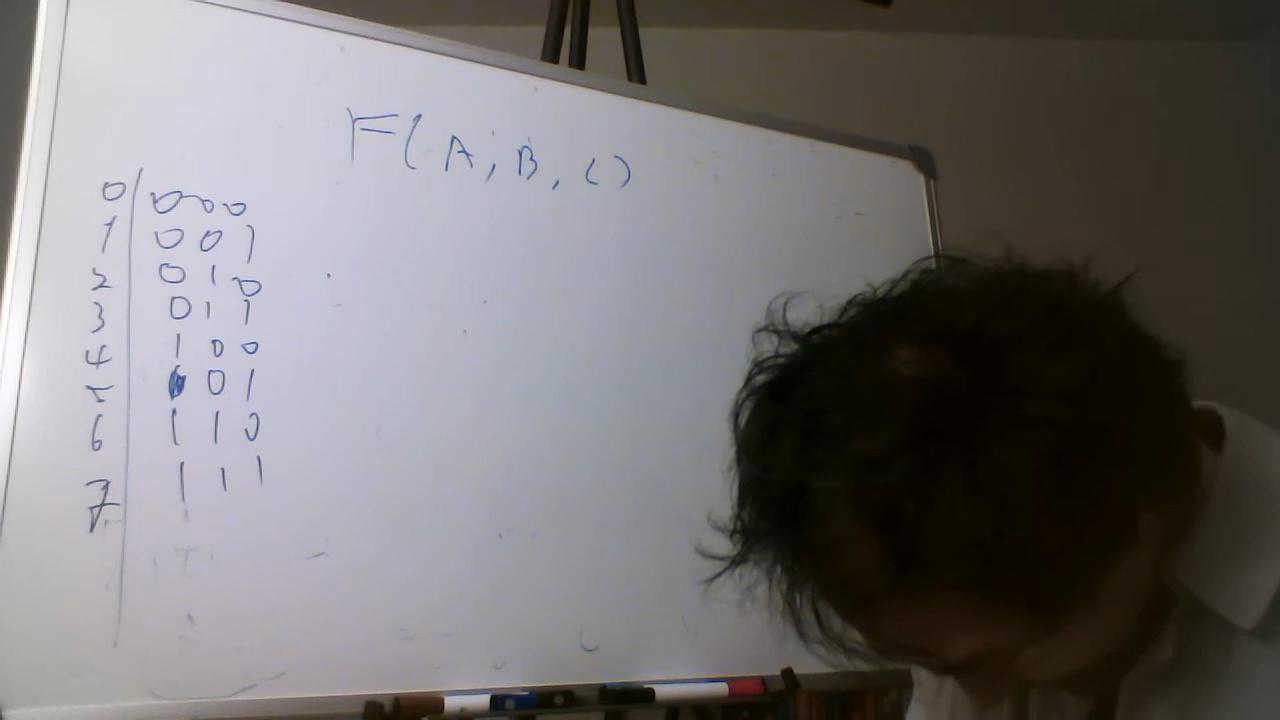 F(A, B, C)
0 | 0 0 0
1 | 0 0 1
2 | 0 1 0
3 | 0 1 1
4 | 1 0 0
5 | 1 0 1
6 | 1 1 0
7 | 1 1 1